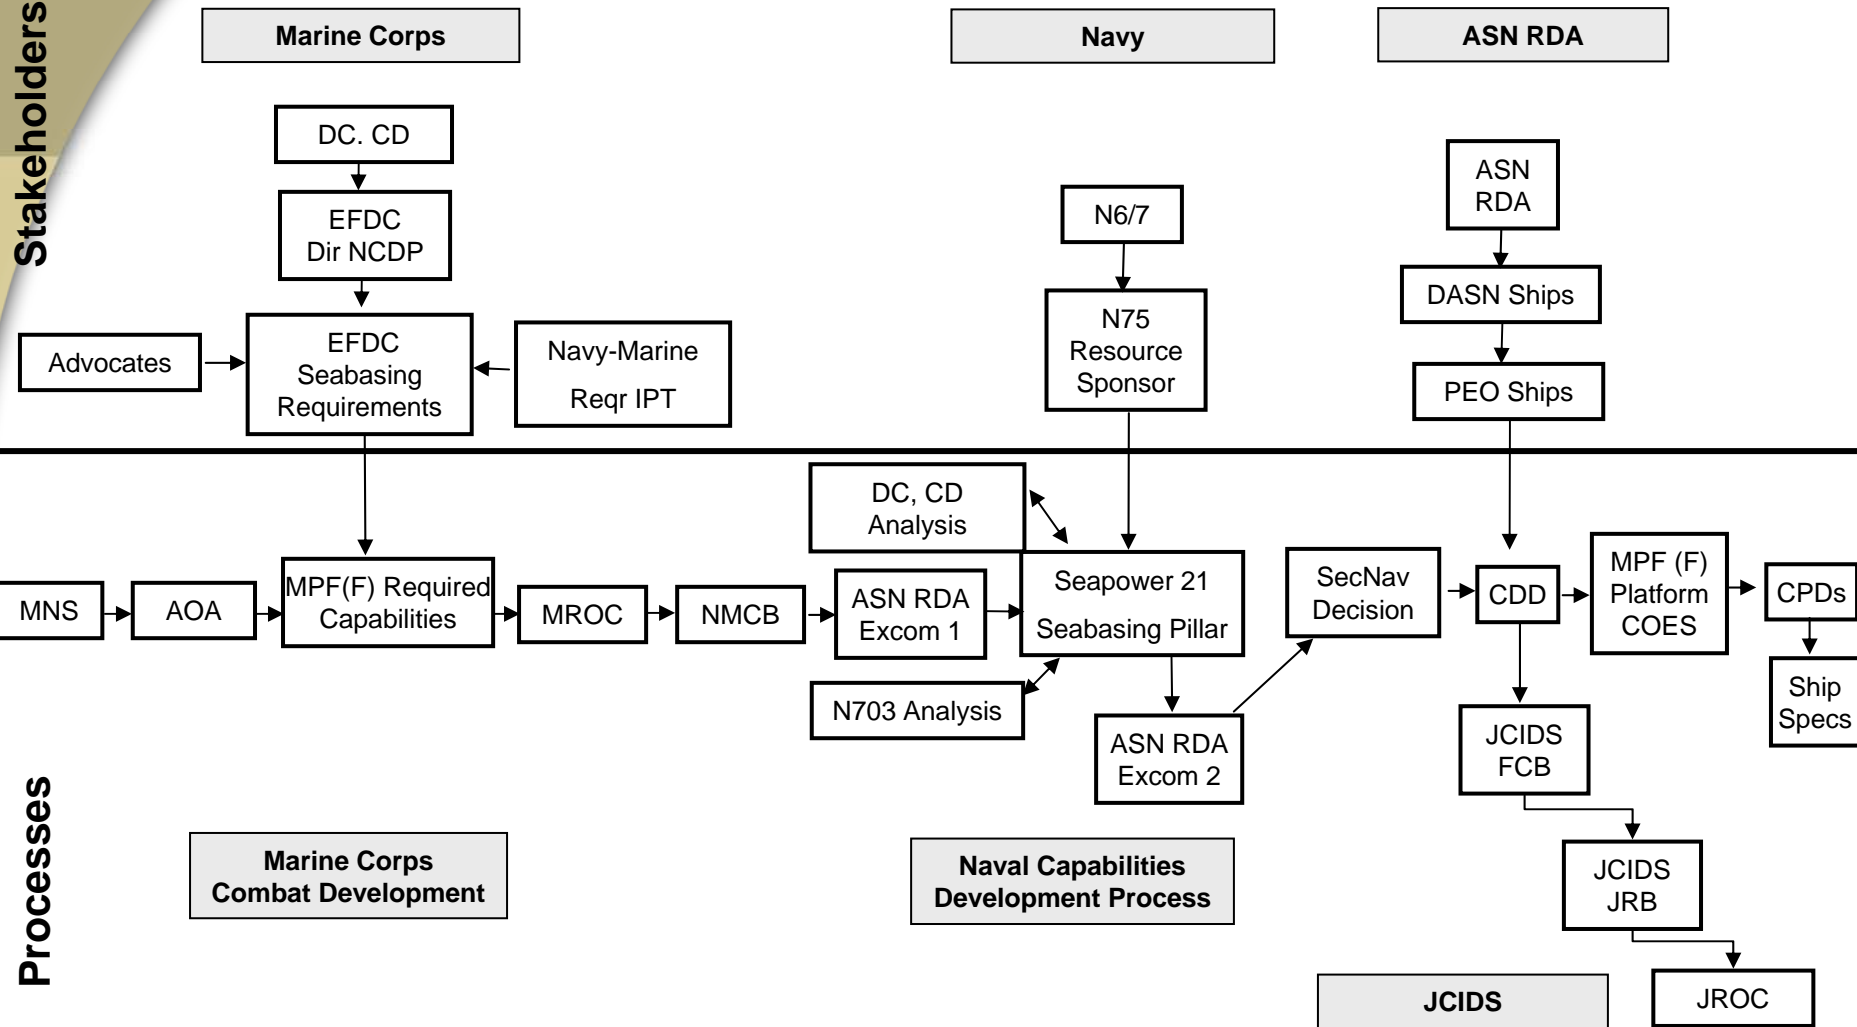 Stakeholders
Marine Corps
Navy
ASN RDA
DC. CD
EFDC
Dir NCDP
Advocates
EFDC
Seabasing
Requirements
Navy-Marine
Reqr IPT
N6/7
N75
Resource
Sponsor
ASN
RDA
DASN Ships
PEO Ships
Processes
MNS
AOA
MPF(F) Required
Capabilities
MROC
NMCB
ASN RDA
Excom 1
DC, CD
Analysis
Seapower 21
Seabasing Pillar
N703 Analysis
ASN RDA
Excom 2
SecNav
Decision
CDD
MPF (F)
Platform
COES
CPDs
Ship
Specs
JCIDS
FCB
JCIDS
JRB
JROC
Marine Corps
Combat Development
Naval Capabilities
Development Process
JCIDS